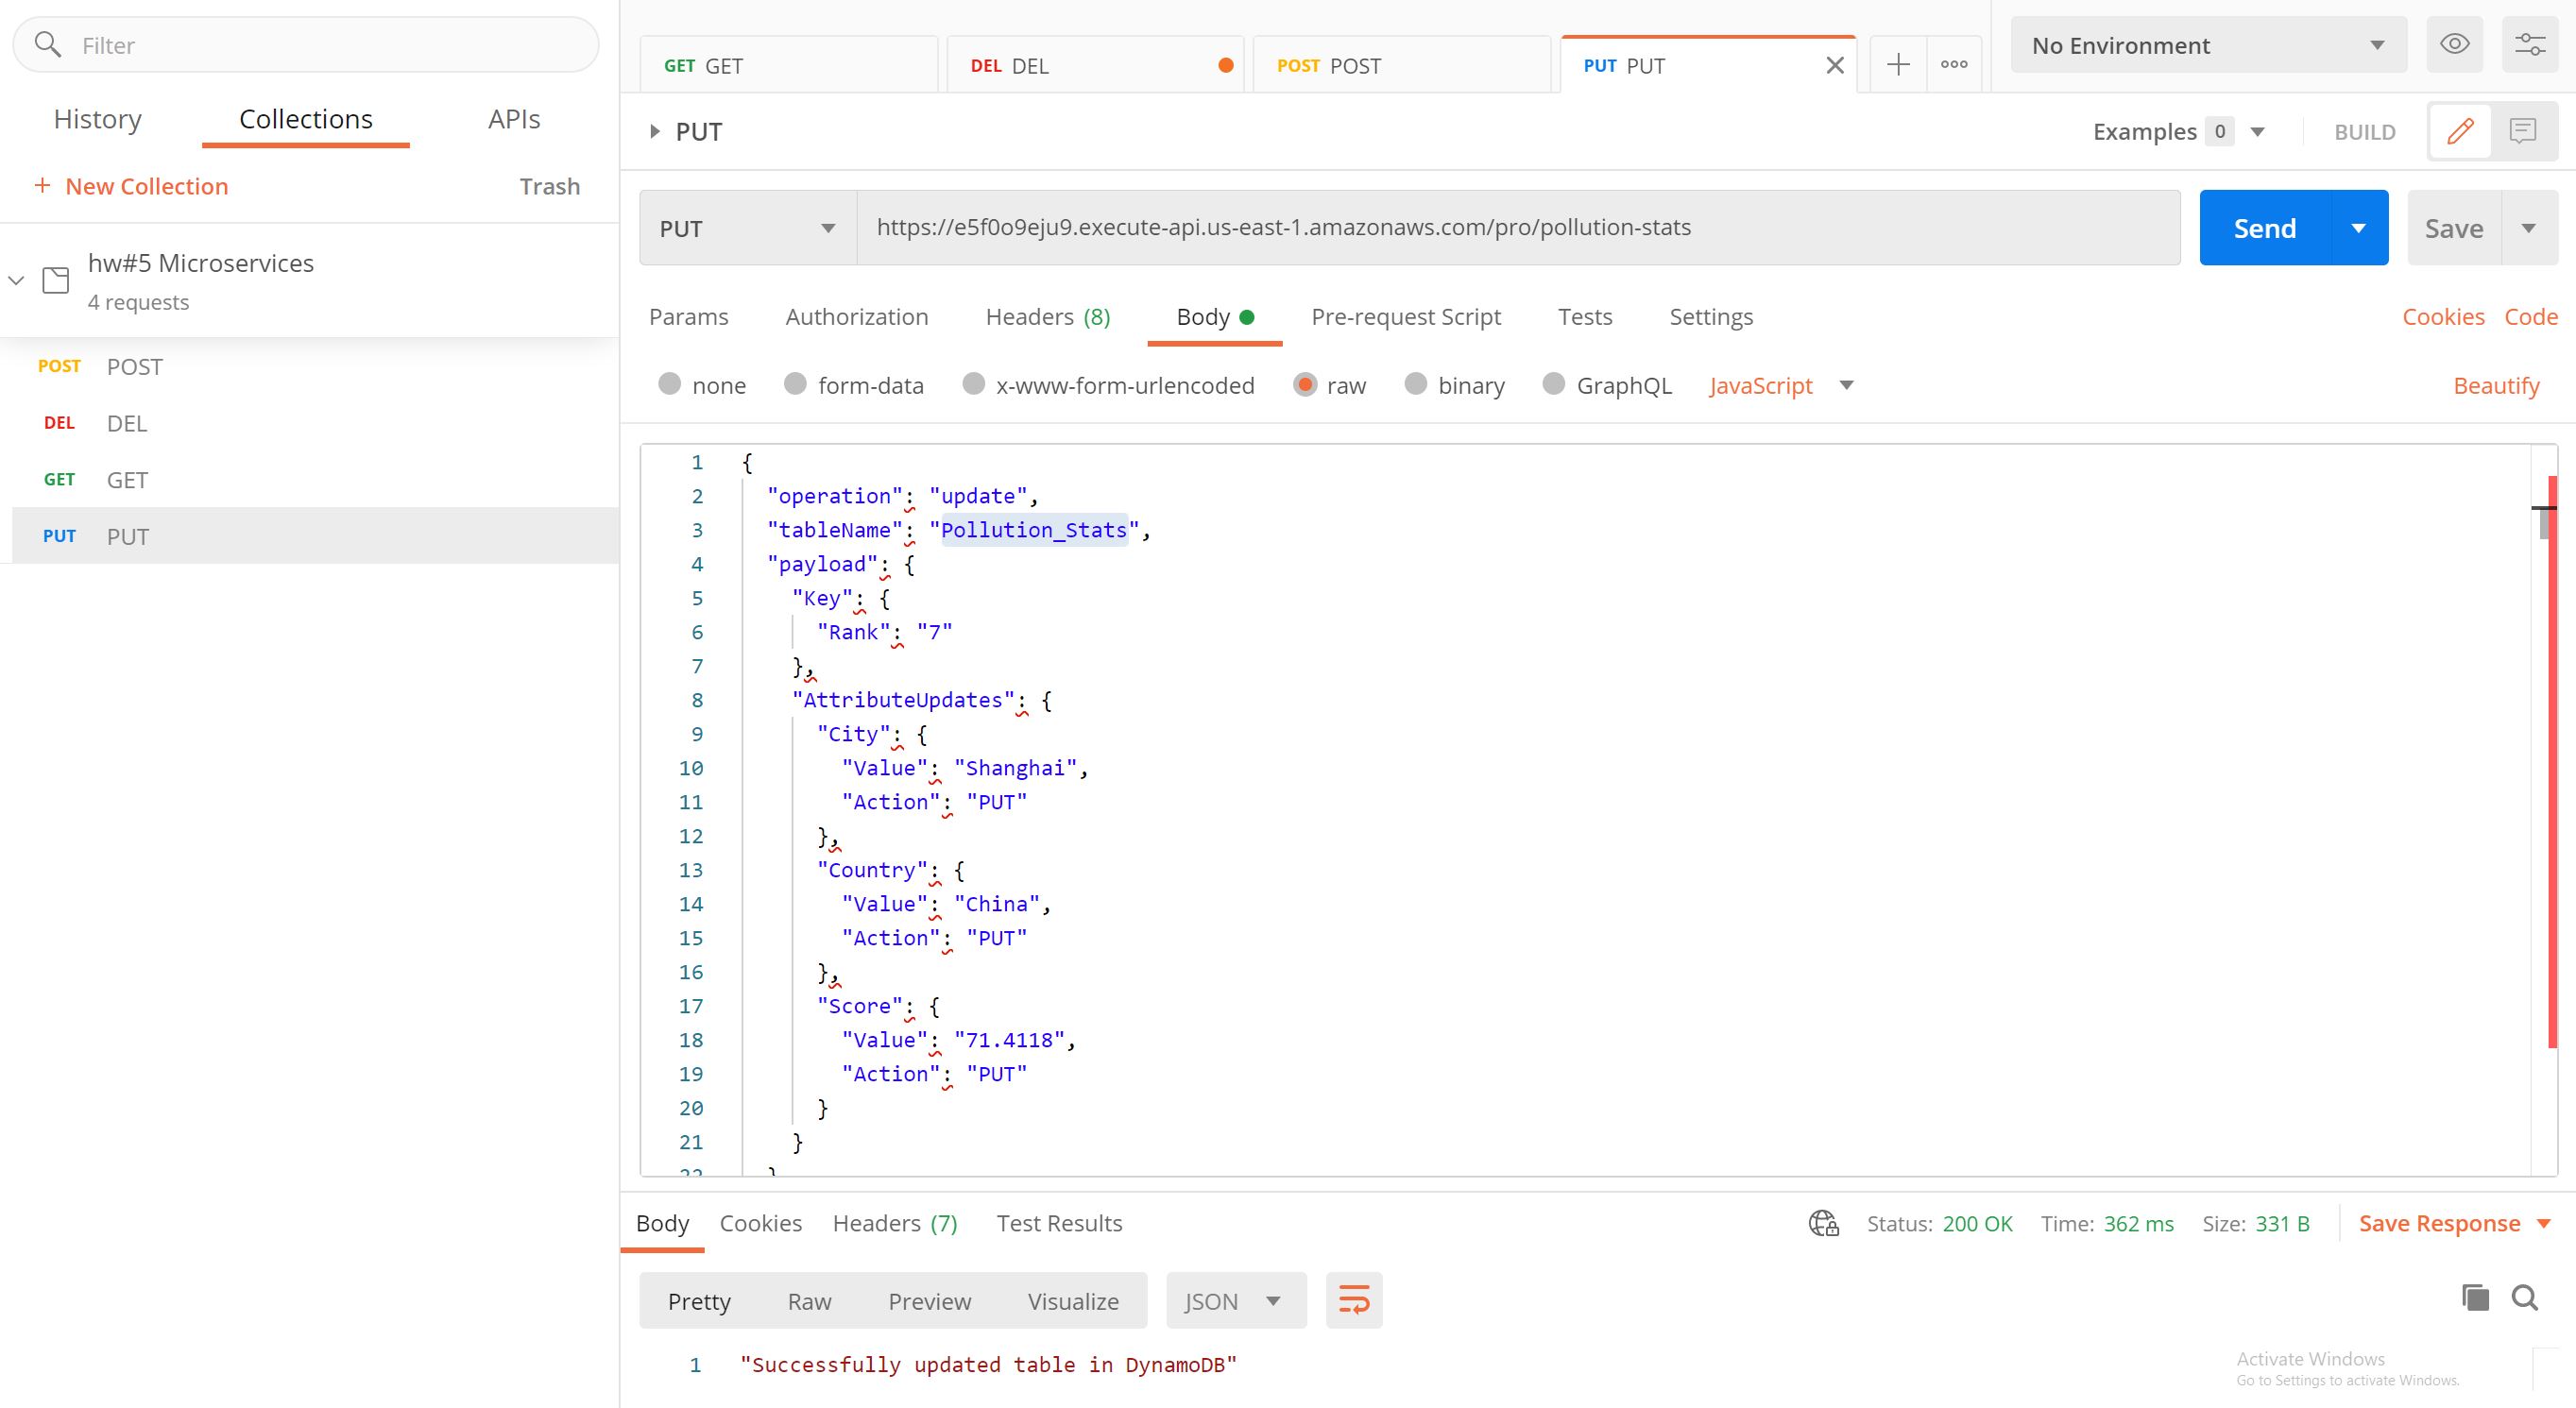 Filter
History Collections APIs
+ New Collection Trash
hw#5 Microservices
4 requests
POST POST
DEL DEL
GET GET
PUT PUT
GET GET DEL DEL POST POST PUT PUT
No Environment
PUT
Examples 0 BUILD
PUT https://e5f0o9eju9.execute-api.us-east-1.amazonaws.com/pro/pollution-stats Send Save
Params Authorization Headers (8) Body Pre-request Script Tests Settings Cookies Code
none form-data x-www-form-urlencoded raw binary GraphQL JavaScript Beautify
1 {
2 "operation": "update",
3 "tableName": "Pollution_Stats",
4 "payload": {
5 "Key": {
6 "Rank": "7"
7 },
8 "AttributeUpdates": {
9 "City": {
10 "Value": "Shanghai",
11 "Action": "PUT"
12 },
13 "Country": {
14 "Value": "China",
15 "Action": "PUT"
16 },
17 "Score": {
18 "Value": "71.4118",
19 "Action": "PUT"
20 }
21 }
22 }
Body Cookies Headers (7) Test Results Status: 200 OK Time: 362 ms Size: 331 B Save Response
Pretty Raw Preview Visualize JSON
1 "Successfully updated table in DynamoDB"
Activate Windows
Go to Settings to activate Windows.